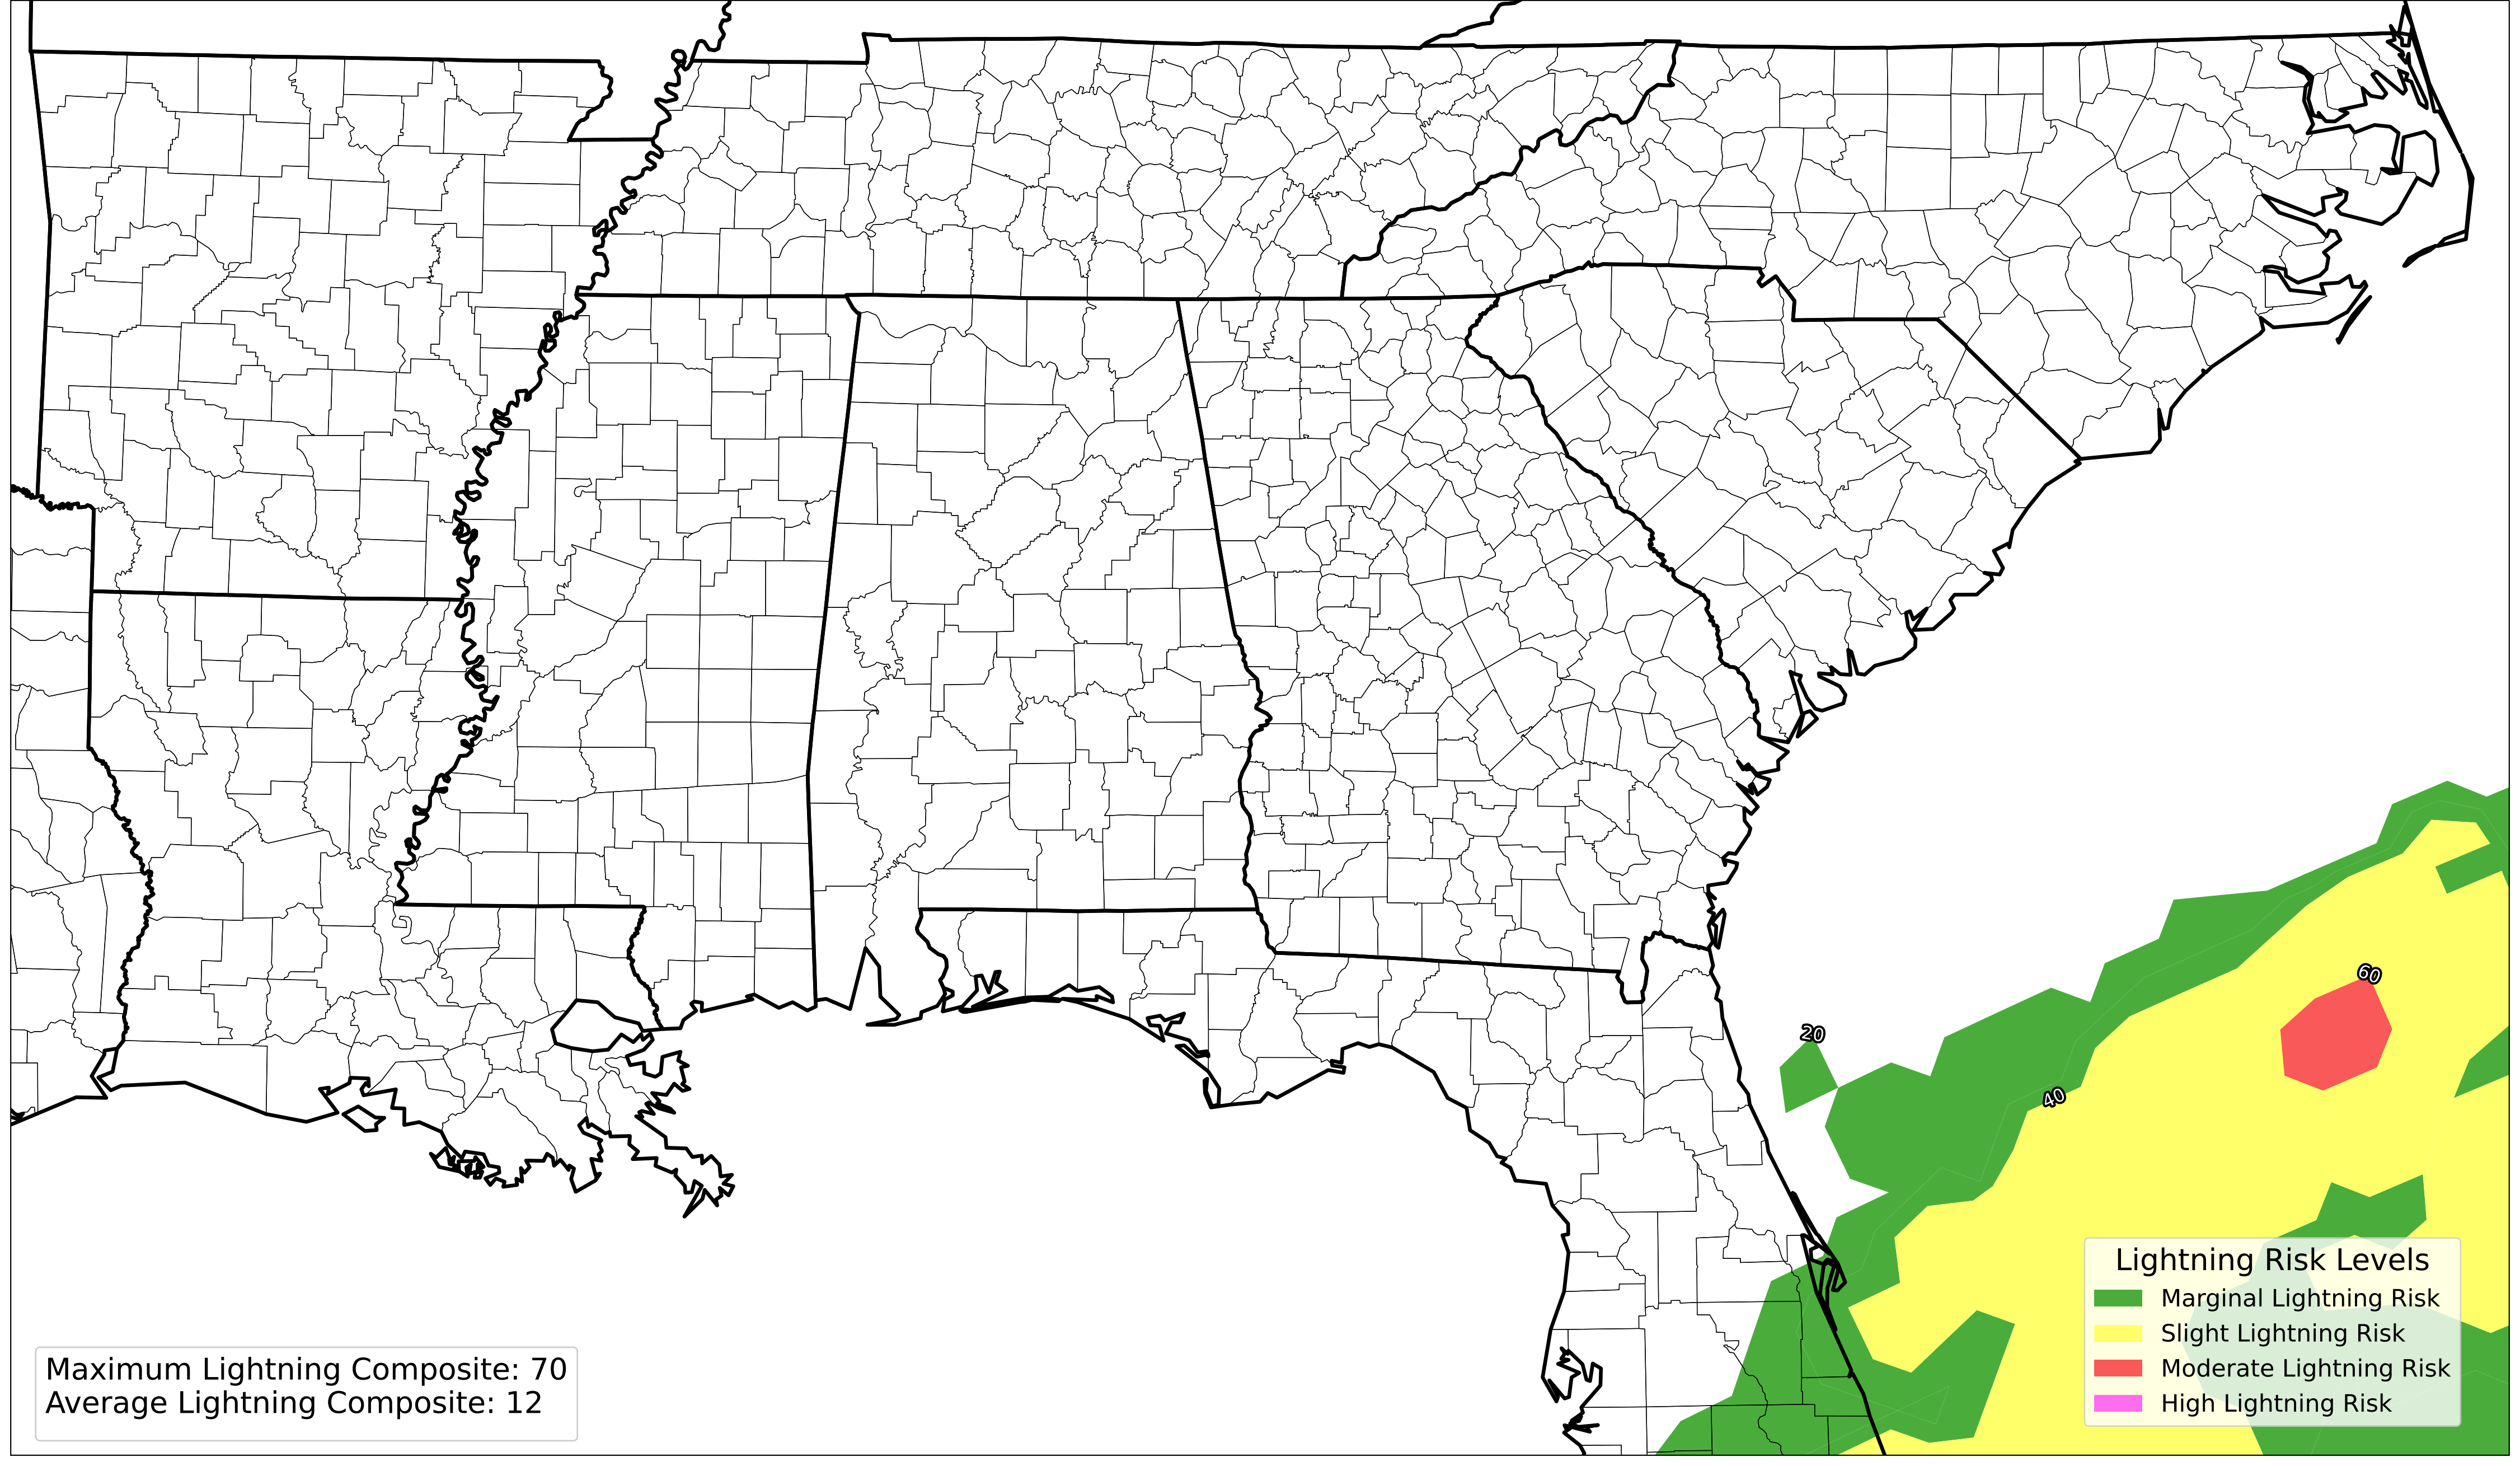 60
20
40
Lightning Risk Levels
Marginal Lightning Risk
Slight Lightning Risk
Moderate Lightning Risk
High Lightning Risk
Maximum Lightning Composite: 70
Average Lightning Composite: 12